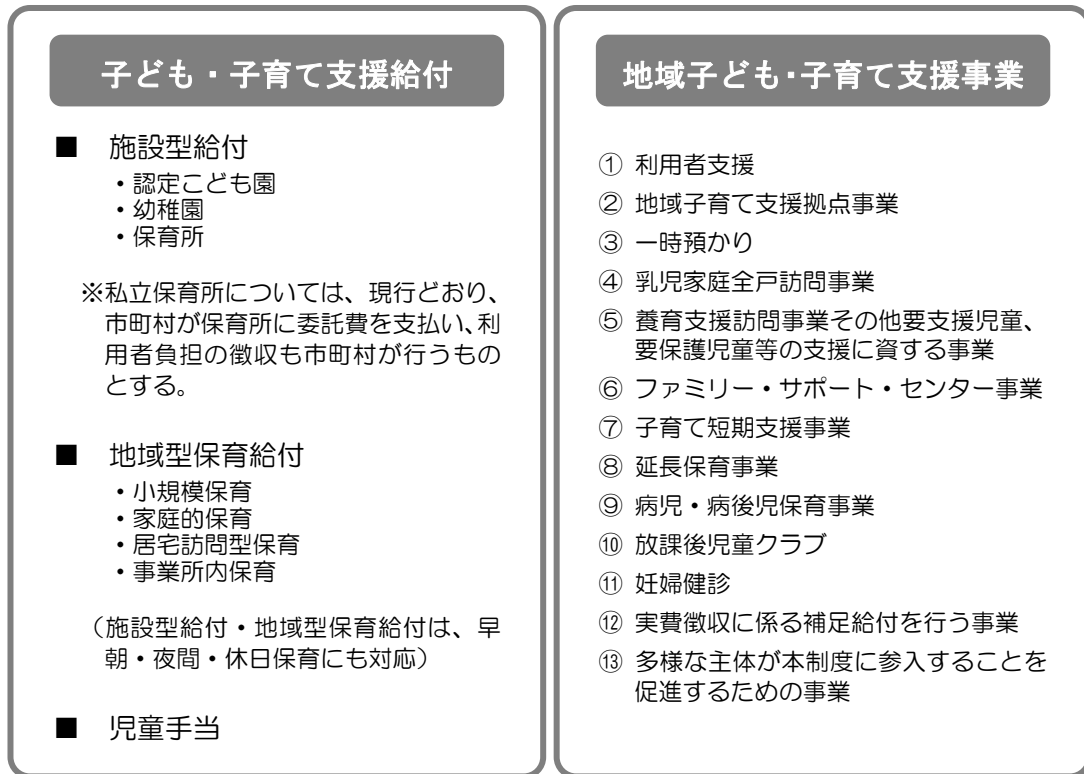 子ども・子育て支援給付
■ 施設型給付
・認定こども園
・幼稚園
・保育所
※私立保育所については、現行どおり、
市町村が保育所に委託費を支払い、利
用者負担の徴収も市町村が行うもの
とする。
■ 地域型保育給付
・小規模保育
・家庭的保育
・居宅訪問型保育
・事業所内保育
（施設型給付・地域型保育給付は、早
朝・夜間・休日保育にも対応）
■ 児童手当
地域子ども・子育て支援事業
① 利用者支援
② 地域子育て支援拠点事業
③ 一時預かり
④ 乳児家庭全戸訪問事業
⑤ 養育支援訪問事業その他要支援児童、
要保護児童等の支援に資する事業
⑥ ファミリー・サポート・センター事業
⑦ 子育て短期支援事業
⑧ 延長保育事業
⑨ 病児・病後児保育事業
⑩ 放課後児童クラブ
⑪ 妊婦健診
⑫ 実費徴収に係る補足給付を行う事業
⑬ 多様な主体が本制度に参入することを
促進するための事業